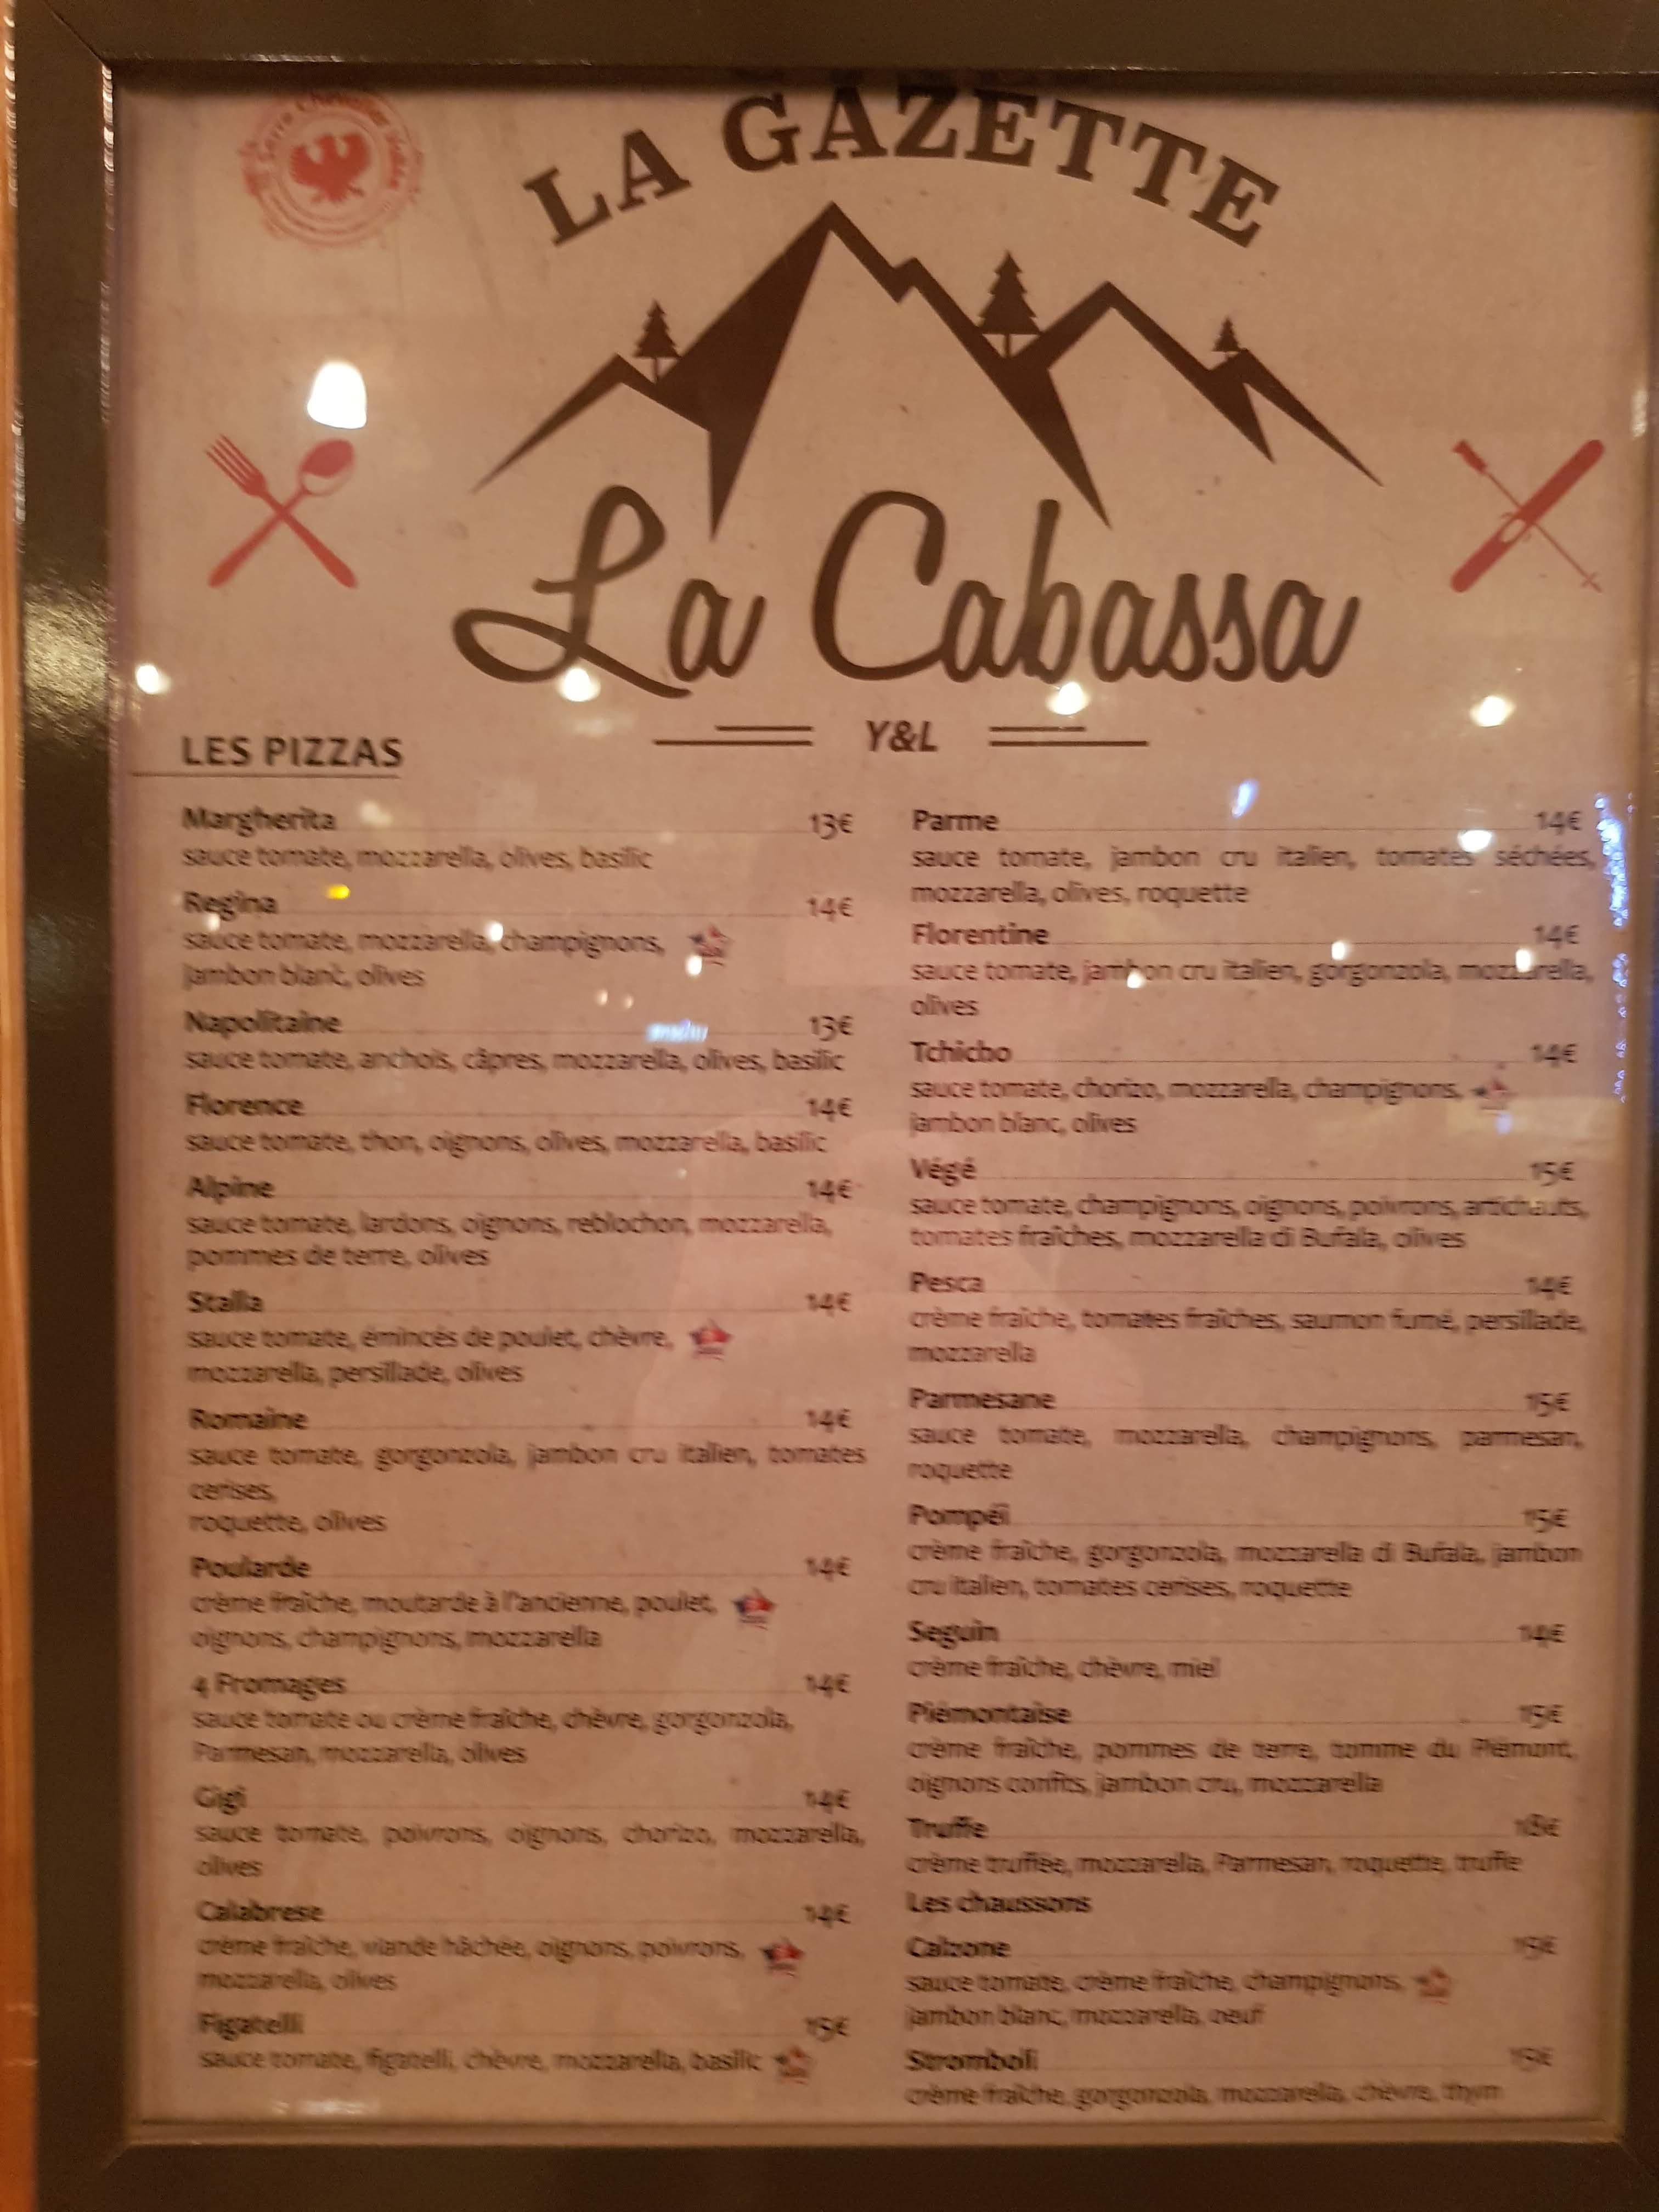 Serre Chevalier Vallée
LA GAZETTE
La Cabassa
Y&L
LES PIZZAS
Margherita 13€
sauce tomate, mozzarella, olives, basilic
Regina 14€
sauce tomate, mozzarella, champignons,
jambon blanc, olives
Napolitaine 13€
sauce tomate, anchois, câpres, mozzarella, olives, basilic
Florence 14€
sauce tomate, thon, oignons, olives, mozzarella, basilic
Alpine 14€
sauce tomate, lardons, oignons, reblochon, mozzarella,
pommes de terre, olives
Stalla 14€
sauce tomate, émincés de poulet, chèvre,
mozzarella, persillade, olives
Romaine 14€
sauce tomate, gorgonzola, jambon cru italien, tomates
cerises,
roquette, olives
Poularde 14€
crème fraîche, moutarde à l'ancienne, poulet,
oignons, champignons, mozzarella
4 Fromages 14€
sauce tomate ou crème fraîche, chèvre, gorgonzola,
Parmesan, mozzarella, olives
Gigi 14€
sauce tomate, poivrons, oignons, chorizo, mozzarella,
olives
Calabrese 14€
crème fraîche, viande hâchée, oignons, poivrons,
mozzarella, olives
Figatelli 15€
sauce tomate, figatelli, chèvre, mozzarella, basilic
Parme 14€
sauce tomate, jambon cru italien, tomates séchées,
mozzarella, olives, roquette
Florentine 14€
sauce tomate, jambon cru italien, gorgonzola, mozzarella,
olives
Tchicho 14€
sauce tomate, chorizo, mozzarella, champignons,
jambon blanc, olives
Végé 15€
sauce tomate, champignons, oignons, poivrons, artichauts,
tomates fraîches, mozzarella di Bufala, olives
Pesca 14€
crème fraîche, tomates fraîches, saumon fumé, persillade,
mozzarella
Parmesane 15€
sauce tomate, mozzarella, champignons, parmesan,
roquette
Pompéï 15€
crème fraîche, gorgonzola, mozzarella di Bufala, jambon
cru italien, tomates cerises, roquette
Seguin 14€
crème fraîche, chèvre, miel
Piémontaise 15€
crème fraîche, pommes de terre, tomme du Piémont,
oignons confits, jambon cru, mozzarella
Truffe 18€
crème truffée, mozzarella, Parmesan, roquette, truffe
Les chaussons
Calzone 15€
sauce tomate, crème fraîche, champignons,
jambon blanc, mozzarella, oeuf
Stromboli 15€
crème fraîche, gorgonzola, mozzarella, chèvre, thym